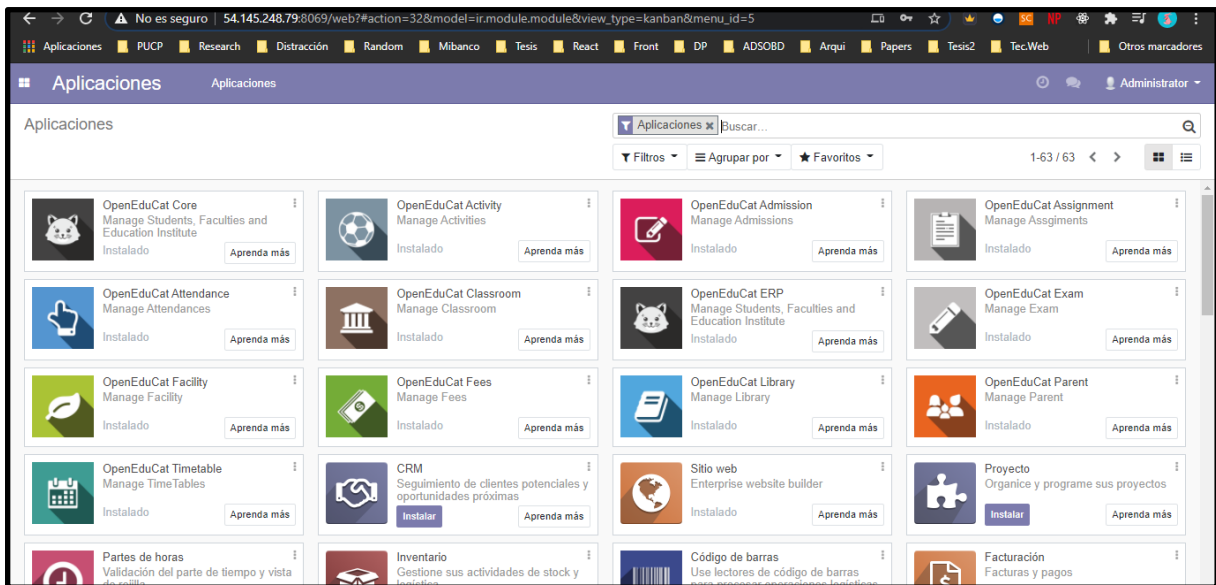 No es seguro 54.145.248.79:8069/web?#action=32&model=ir.module.module&view_type=kanban&menu_id=5
SC NP
Aplicaciones PUCP Research Distracción Random Mibanco Tesis React Front DP ADSOBD Arqui Papers Tesis2 Tec.Web Otros marcadores
Aplicaciones Aplicaciones Administrator
Aplicaciones
Aplicaciones Buscar...
Filtros Agrupar por Favoritos 1-63 / 63
OpenEduCat Core
Manage Students, Faculties and
Education Institute
Instalado Aprenda más
OpenEduCat Activity
Manage Activities
Instalado Aprenda más
OpenEduCat Admission
Manage Admissions
Instalado Aprenda más
OpenEduCat Assignment
Manage Assgiments
Instalado Aprenda más
OpenEduCat Attendance
Manage Attendances
Instalado Aprenda más
OpenEduCat Classroom
Manage Classroom
Instalado Aprenda más
OpenEduCat ERP
Manage Students, Faculties and
Education Institute
Instalado Aprenda más
OpenEduCat Exam
Manage Exam
Instalado Aprenda más
OpenEduCat Facility
Manage Facility
Instalado Aprenda más
OpenEduCat Fees
Manage Fees
Instalado Aprenda más
OpenEduCat Library
Manage Library
Instalado Aprenda más
OpenEduCat Parent
Manage Parent
Instalado Aprenda más
OpenEduCat Timetable
Manage TimeTables
Instalado Aprenda más
CRM
Seguimiento de clientes potenciales y
oportunidades próximas
Instalar Aprenda más
Sitio web
Enterprise website builder
Instalado Aprenda más
Proyecto
Organice y programe sus proyectos
Instalar Aprenda más
Partes de horas
Validación del parte de tiempo y vista
de rejilla
Inventario
Gestione sus actividades de stock y
logística
Código de barras
Use lectores de código de barras
para procesar operaciones logísticas
Facturación
Facturas y pagos